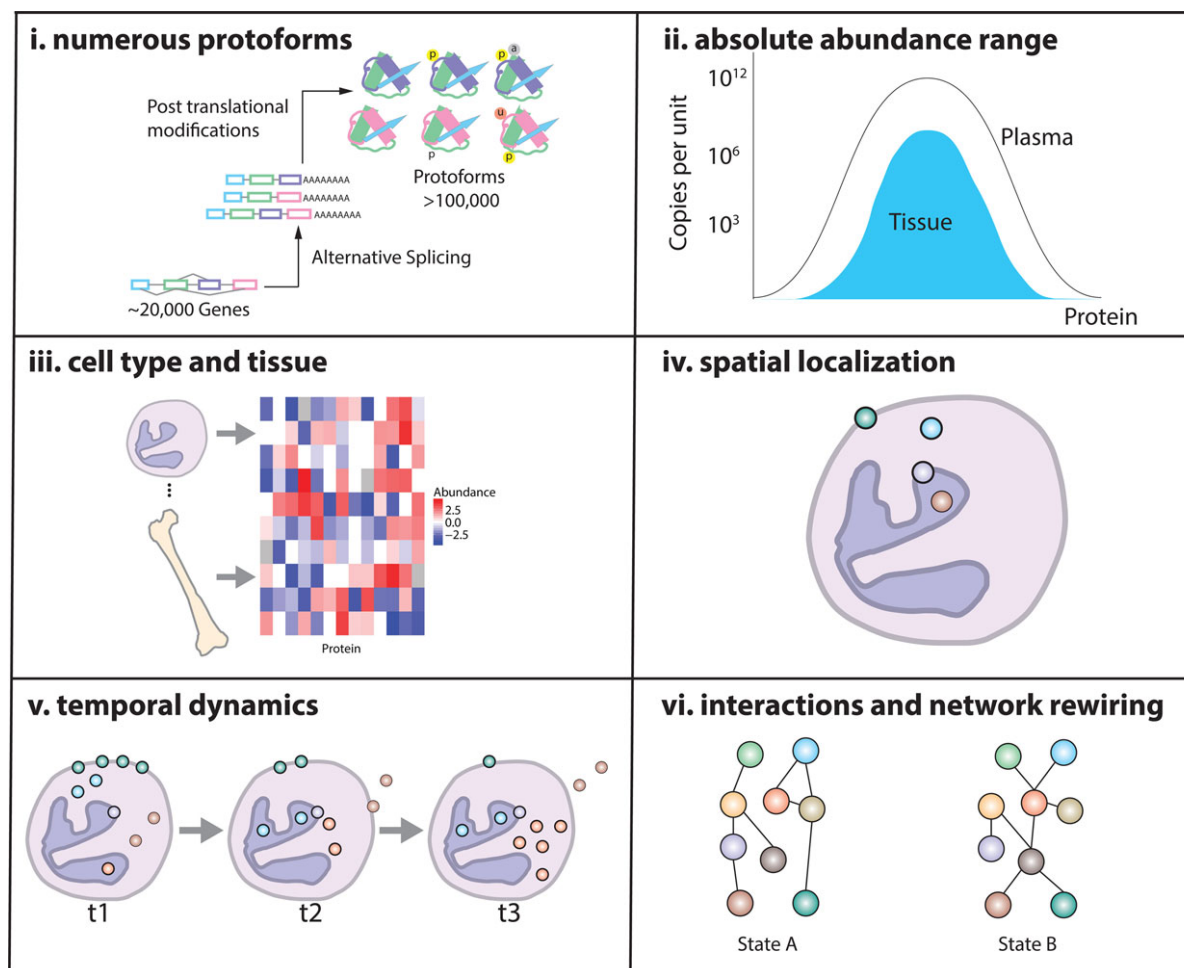 i. numerous protoforms
Post translational
modifications
p
p
a
p
u
p
Protoforms
>100,000
AAAAAAAA
AAAAAAAA
AAAAAAAA
Alternative Splicing
~20,000 Genes
ii. absolute abundance range
Copies per unit
10¹²
10⁶
10³
Plasma
Tissue
Protein
iii. cell type and tissue
Abundance
2.5
0.0
−2.5
Protein
iv. spatial localization
v. temporal dynamics
t1
t2
t3
vi. interactions and network rewiring
State A
State B